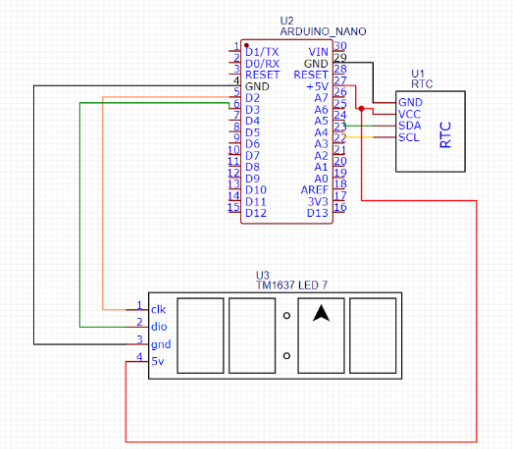 U2
ARDUINO_NANO
1 D1/TX VIN 30
2 D0/RX GND 29
3 RESET RESET 28
4 GND +5V 27
5 D2 A7 26
6 D3 A6 25
7 D4 A5 24
8 D5 A4 23
9 D6 A3 22
10 D7 A2 21
11 D8 A1 20
12 D9 A0 19
13 D10 AREF 18
14 D11 3V3 17
15 D12 D13 16
U1
RTC
GND
VCC
SDA
SCL
RTC
U3
TM1637 LED 7
1 clk
2 dio
3 gnd
4 5v